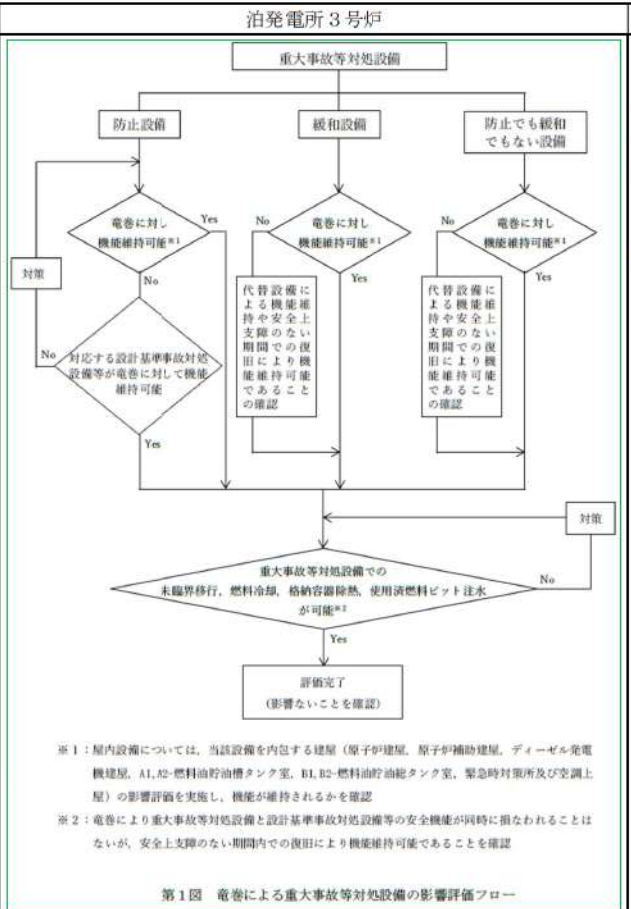 泊発電所3号炉
重大事故等対処設備
防止設備
緩和設備
防止でも緩和
でもない設備
竜巻に対し
機能維持可能※1
Yes
No
竜巻に対し
機能維持可能※1
Yes
No
竜巻に対し
機能維持可能※1
Yes
No
対策
No
対応する設計基準事故対処
設備等が竜巻に対して機能
維持可能
Yes
代替設備に
よる機能維
持や安全上
支障のない
期間での復
旧により機
能維持可能
であること
の確認
代替設備に
よる機能維
持や安全上
支障のない
期間での復
旧により機
能維持可能
であること
の確認
対策
重大事故等対処設備での
未臨界移行，燃料冷却，格納容器除熱，使用済燃料ピット注水
が可能※2
No
Yes
評価完了
（影響ないことを確認）
※1：屋内設備については，当該設備を内包する建屋（原子炉建屋，原子炉補助建屋，ディーゼル発電
機建屋，A1,A2-燃料油貯油槽タンク室，B1,B2-燃料油貯油総タンク室，緊急時対策所及び空調上
屋）の影響評価を実施し，機能が維持されるかを確認
※2：竜巻により重大事故等対処設備と設計基準事故対処設備等の安全機能が同時に損なわれることは
ないが，安全上支障のない期間内での復旧により機能維持可能であることを確認
第1図　竜巻による重大事故等対処設備の影響評価フロー